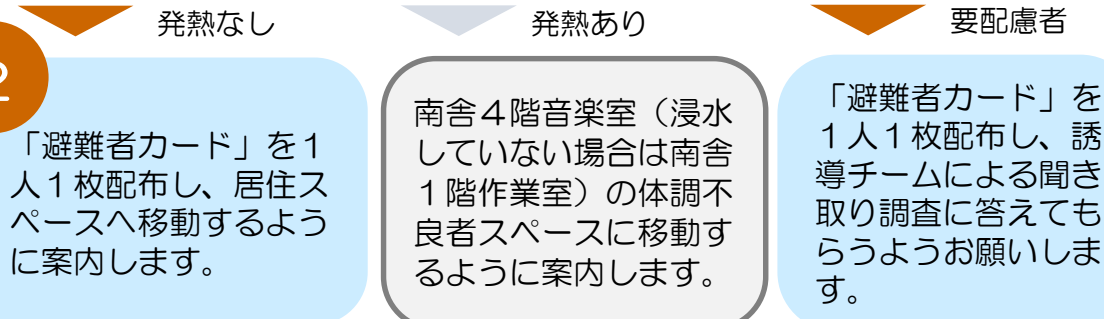 発熱なし
発熱あり
要配慮者
2
「避難者カード」を1
人1枚配布し、居住ス
ペースへ移動するよう
に案内します。
南舎4階音楽室（浸水
していない場合は南舎
1階作業室）の体調不
良者スペースに移動す
るように案内します。
「避難者カード」を
1人1枚配布し、誘
導チームによる聞き
取り調査に答えても
らうようお願いしま
す。